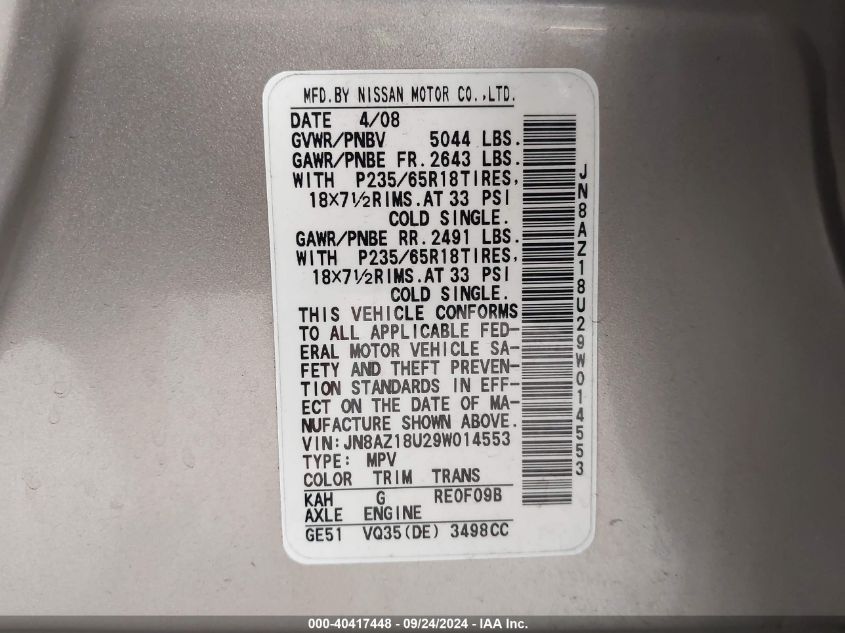 MFD.BY NISSAN MOTOR CO.,LTD.
DATE 4/08
GVWR/PNBV 5044 LBS.
GAWR/PNBE FR.2643 LBS.
WITH P235/65R18TIRES,
18×7½RIMS.AT 33 PSI
COLD SINGLE.
GAWR/PNBE RR.2491 LBS.
WITH P235/65R18TIRES,
18×7½RIMS.AT 33 PSI
COLD SINGLE.
THIS VEHICLE CONFORMS
TO ALL APPLICABLE FED-
ERAL MOTOR VEHICLE SA-
FETY AND THEFT PREVEN-
TION STANDARDS IN EFF-
ECT ON THE DATE OF MA-
NUFACTURE SHOWN ABOVE.
VIN:JN8AZ18U29W014553
TYPE: MPV
COLOR TRIM TRANS
KAH G RE0F09B
AXLE ENGINE
GE51 VQ35(DE) 3498CC
JN8AZ18U29W014553
000-40417448 - 09/24/2024 - IAA Inc.